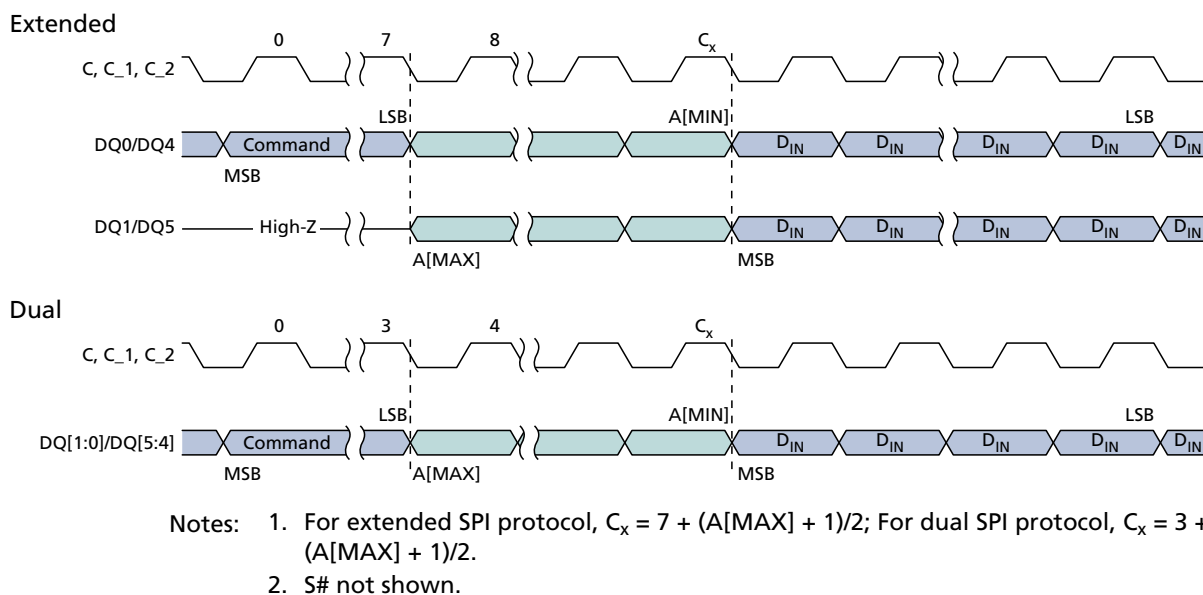 Extended
0 7 8 Cx
C, C_1, C_2
LSB A[MIN] LSB
DQ0/DQ4 Command DIN DIN DIN DIN DIN
MSB
DQ1/DQ5 High-Z DIN DIN DIN DIN DIN
A[MAX] MSB
Dual
0 3 4 Cx
C, C_1, C_2
LSB A[MIN] LSB
DQ[1:0]/DQ[5:4] Command DIN DIN DIN DIN DIN
MSB A[MAX] MSB
Notes: 1. For extended SPI protocol, Cx = 7 + (A[MAX] + 1)/2; For dual SPI protocol, Cx = 3 +
(A[MAX] + 1)/2.
2. S# not shown.